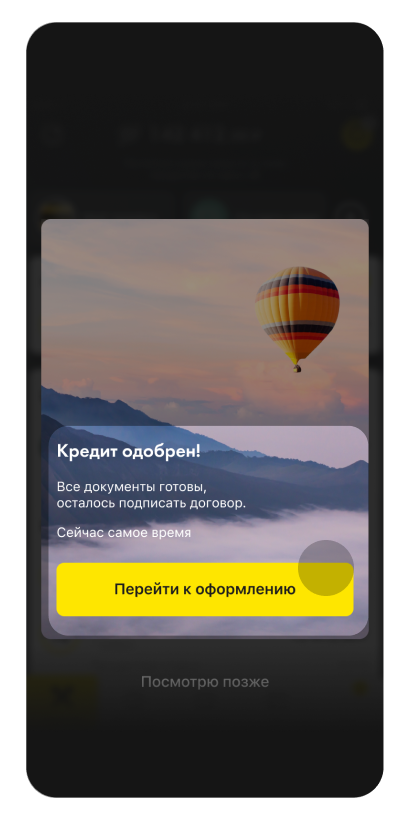 Кредит одобрен!
Все документы готовы,
осталось подписать договор.
Сейчас самое время
Перейти к оформлению
Посмотрю позже